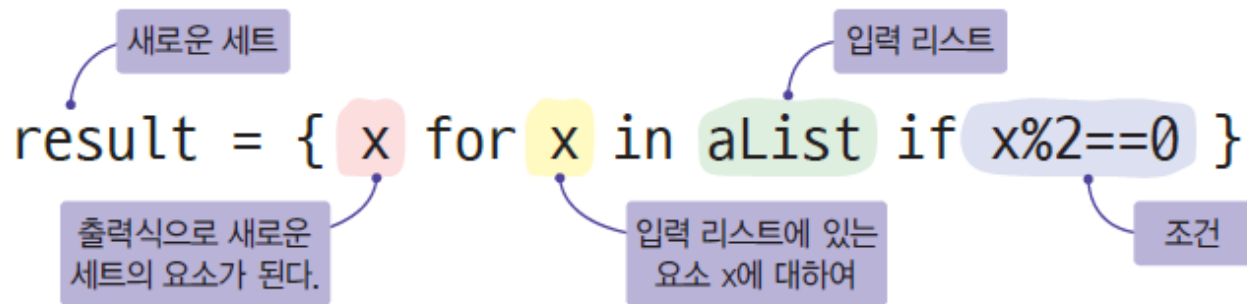 새로운 세트
입력 리스트
result = { x for x in aList if x%2==0 }
출력식으로 새로운
세트의 요소가 된다.
입력 리스트에 있는
요소 x에 대하여
조건